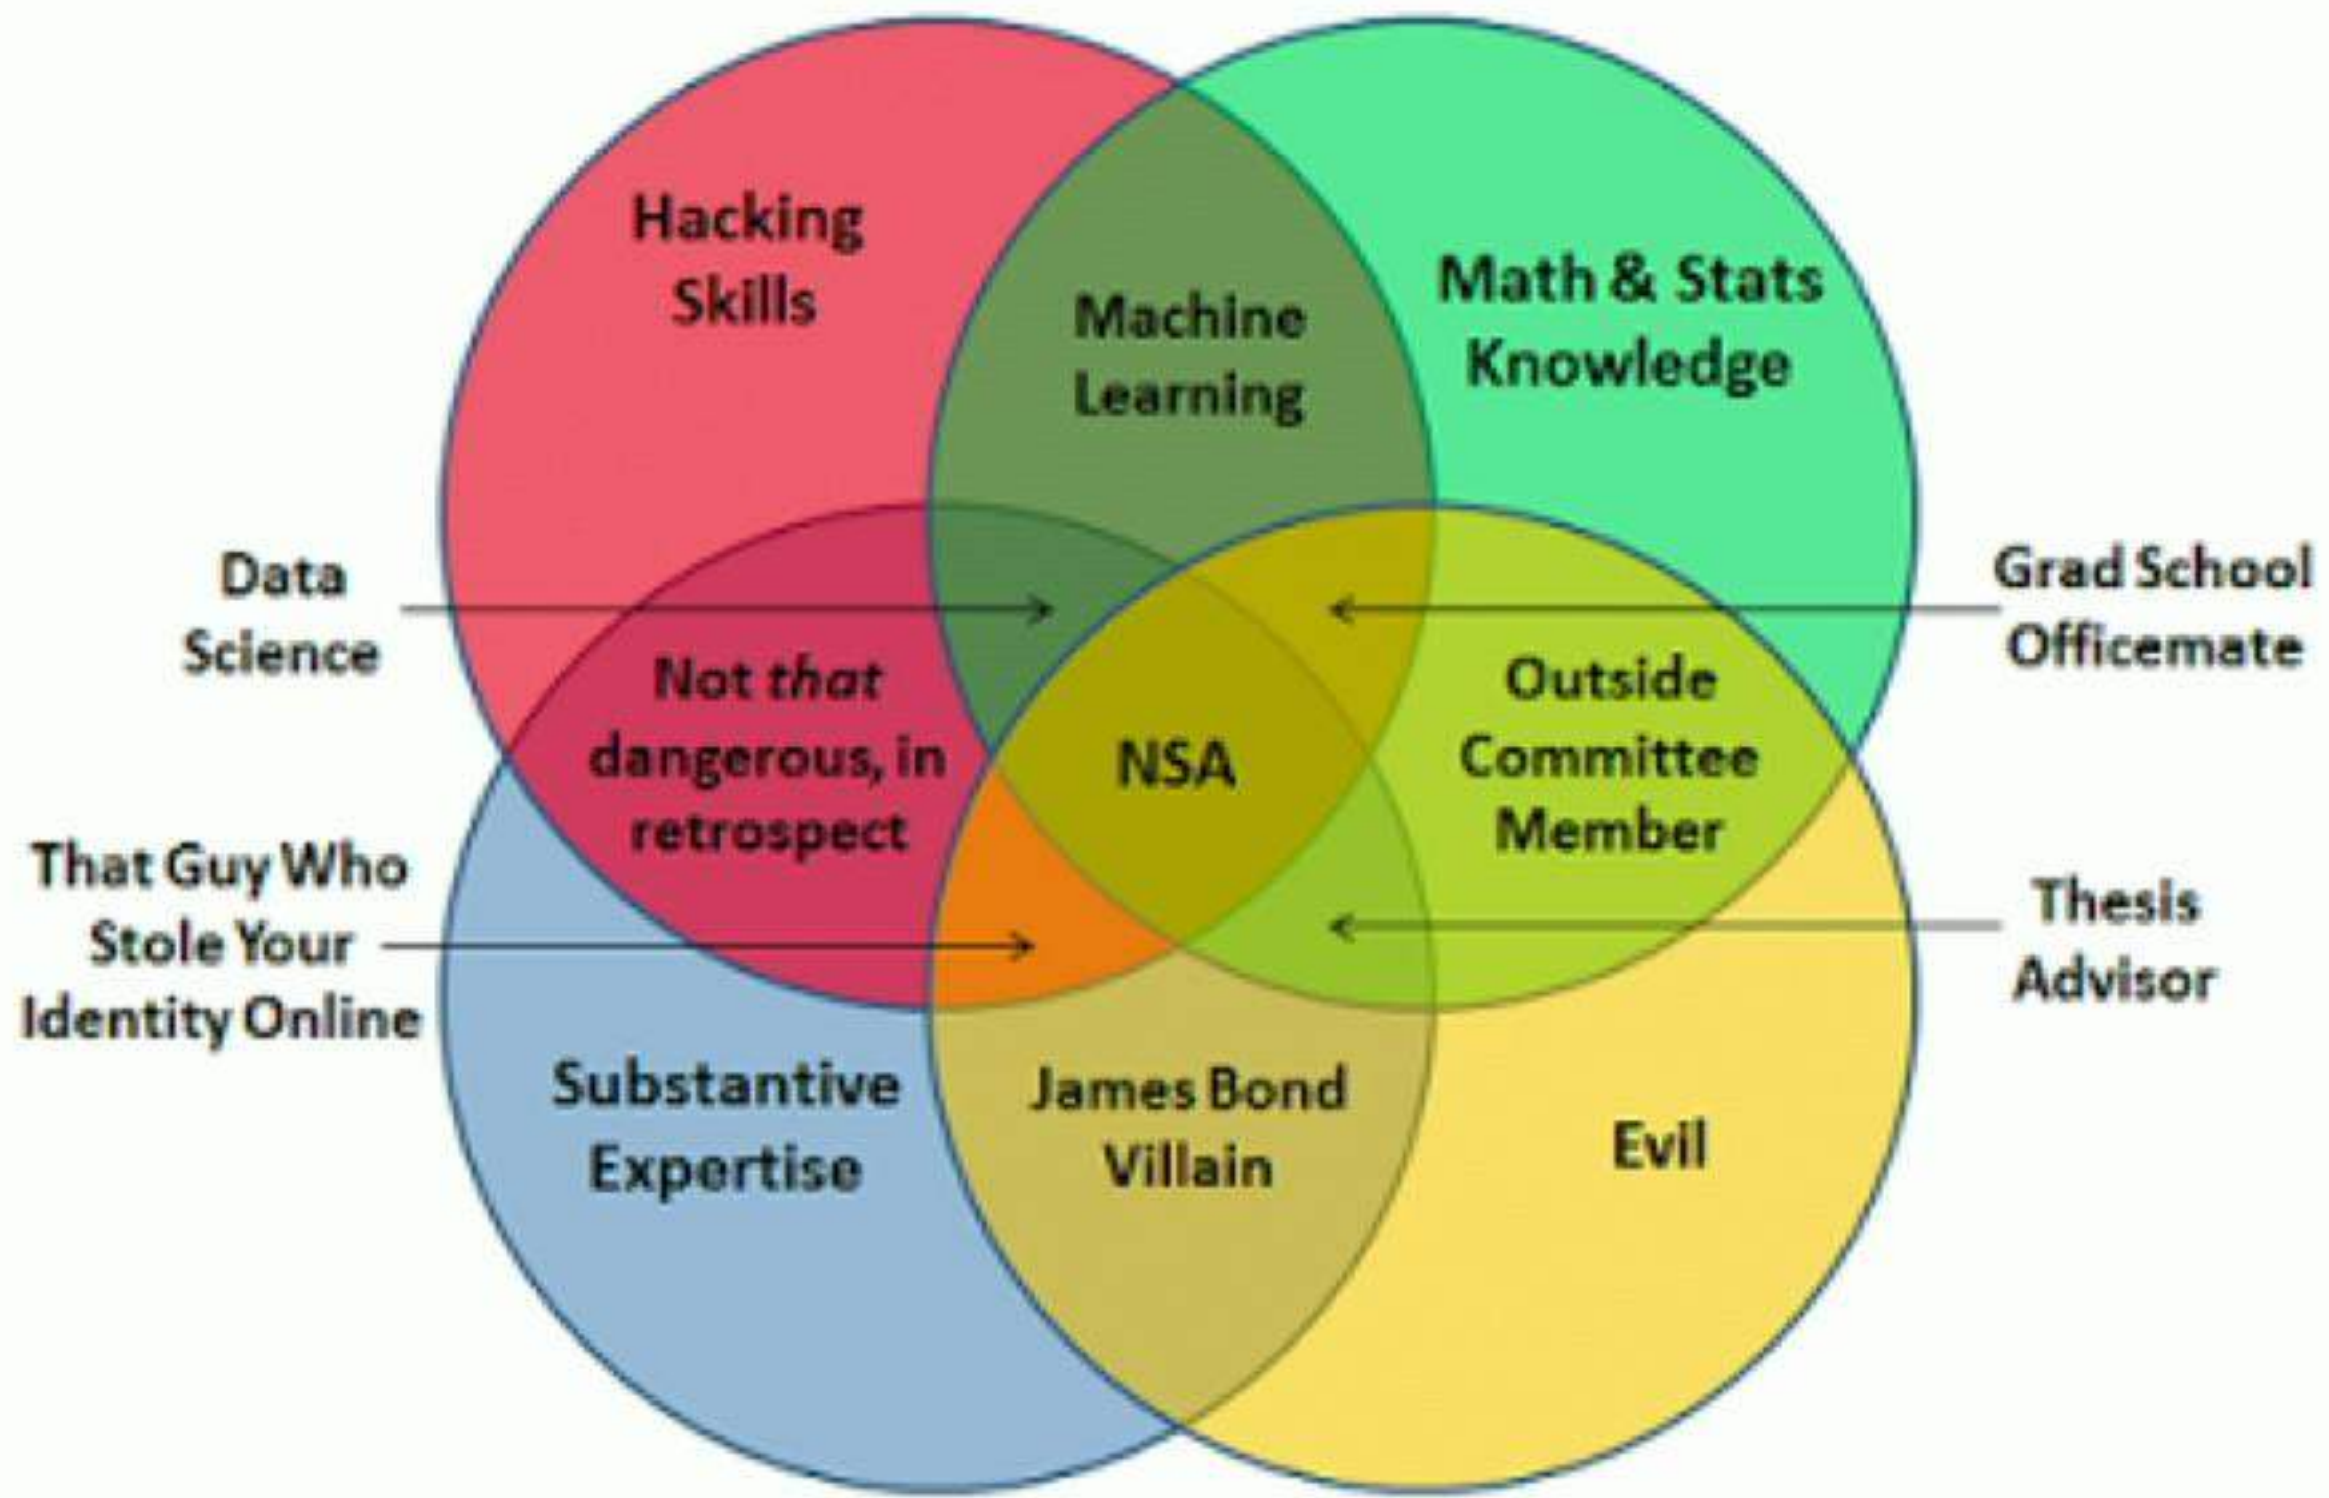 Hacking
Skills
Math & Stats
Knowledge
Machine
Learning
Data
Science
Grad School
Officemate
Not that
dangerous, in
retrospect
NSA
Outside
Committee
Member
That Guy Who
Stole Your
Identity Online
Thesis
Advisor
Substantive
Expertise
James Bond
Villain
Evil